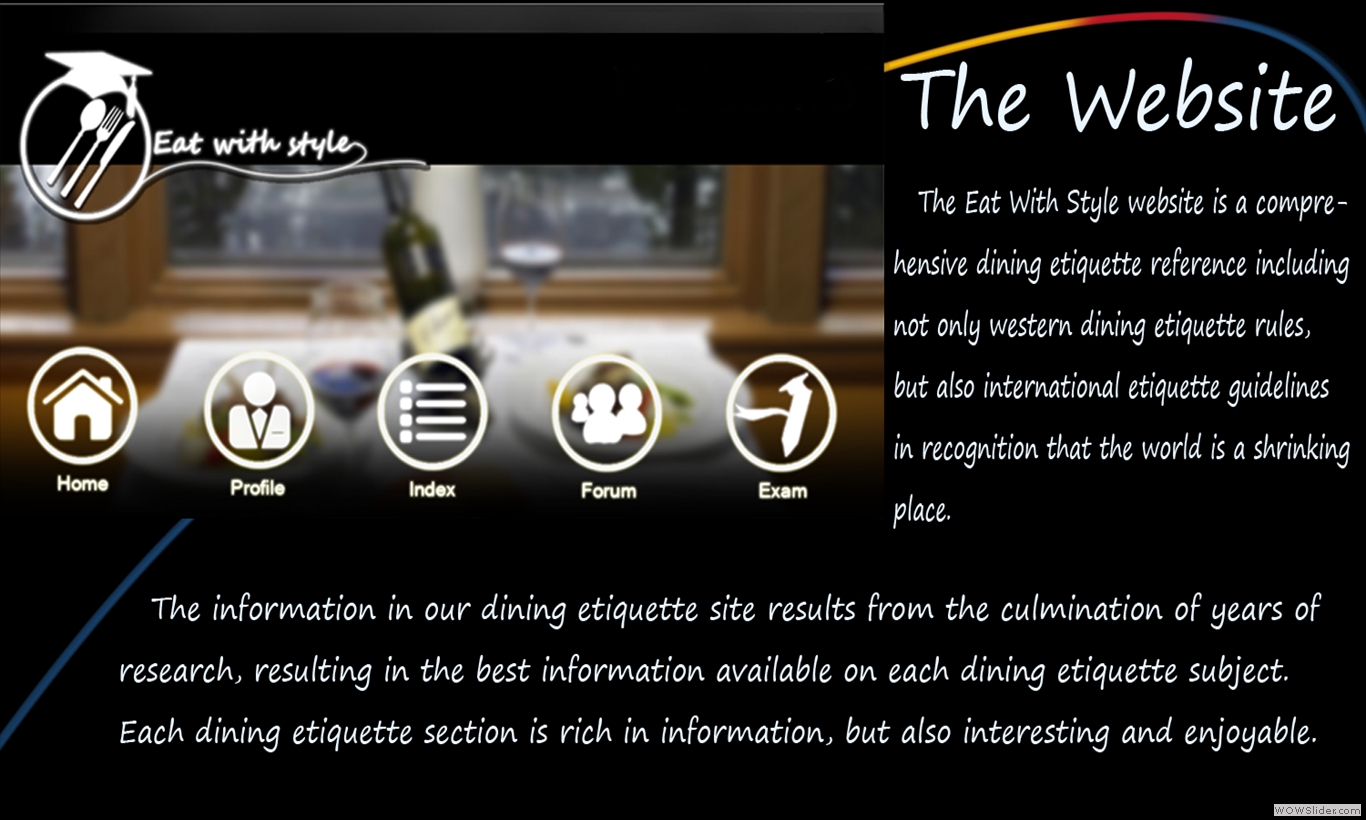 Eat with style
Home
Profile
Index
Forum
Exam
The Website
The Eat With Style website is a compre-
hensive dining etiquette reference including
not only western dining etiquette rules,
but also international etiquette guidelines
in recognition that the world is a shrinking
place.
The information in our dining etiquette site results from the culmination of years of
research, resulting in the best information available on each dining etiquette subject.
Each dining etiquette section is rich in information, but also interesting and enjoyable.
WOWSlider.com